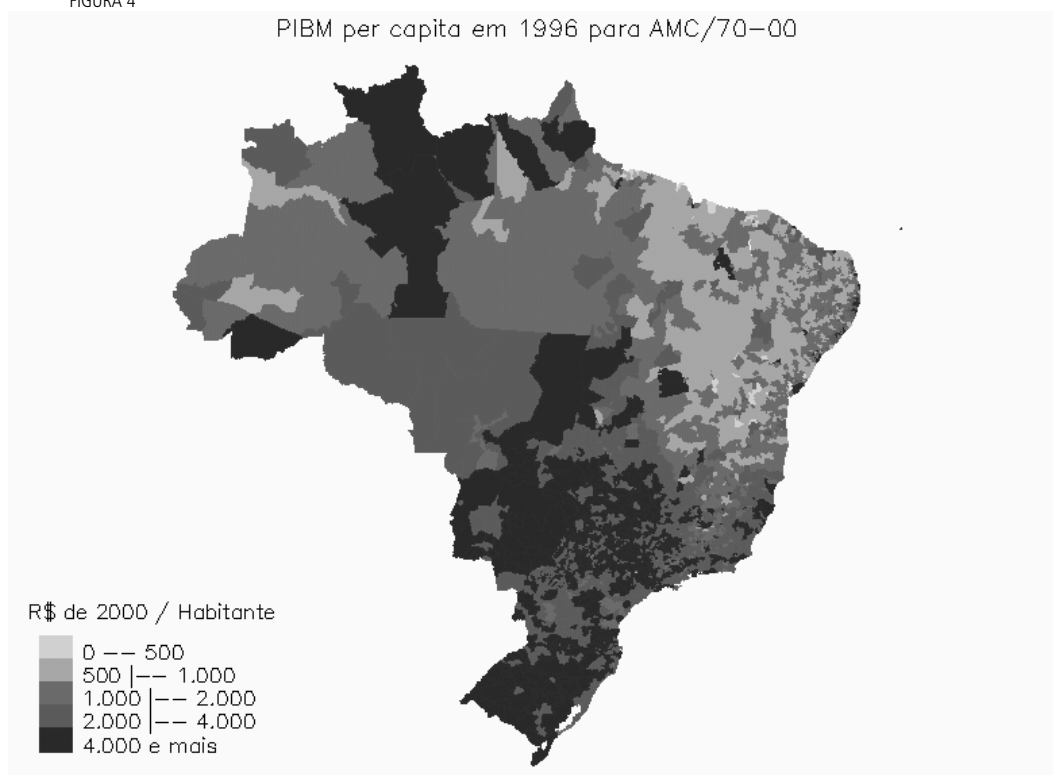 FIGURA 4
PIBM per capita em 1996 para AMC/70-00
R$ de 2000 / Habitante
0 -- 500
500 |-- 1.000
1.000 |-- 2.000
2.000 |-- 4.000
4.000 e mais